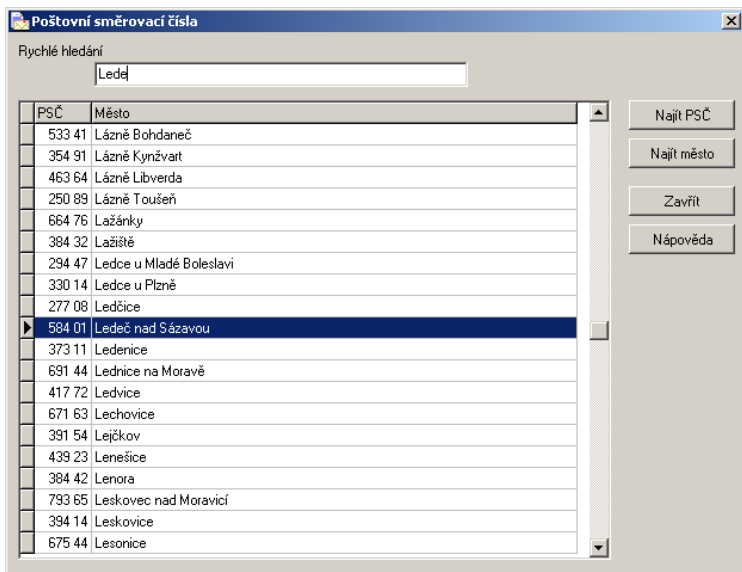 Poštovní směrovací čísla
Rychlé hledání
Lede
PSČ Město
533 41 Lázně Bohdaneč
354 91 Lázně Kynžvart
463 64 Lázně Libverda
250 89 Lázně Toušeň
664 76 Lažánky
384 32 Lažiště
294 47 Ledce u Mladé Boleslavi
330 14 Ledce u Plzně
277 08 Ledčice
584 01 Ledeč nad Sázavou
373 11 Ledenice
691 44 Lednice na Moravě
417 72 Ledvice
671 63 Lechovice
391 54 Lejčkov
439 23 Lenešice
384 42 Lenora
793 65 Leskovec nad Moravicí
394 14 Leskovice
675 44 Lesonice
Najít PSČ
Najít město
Zavřít
Nápověda